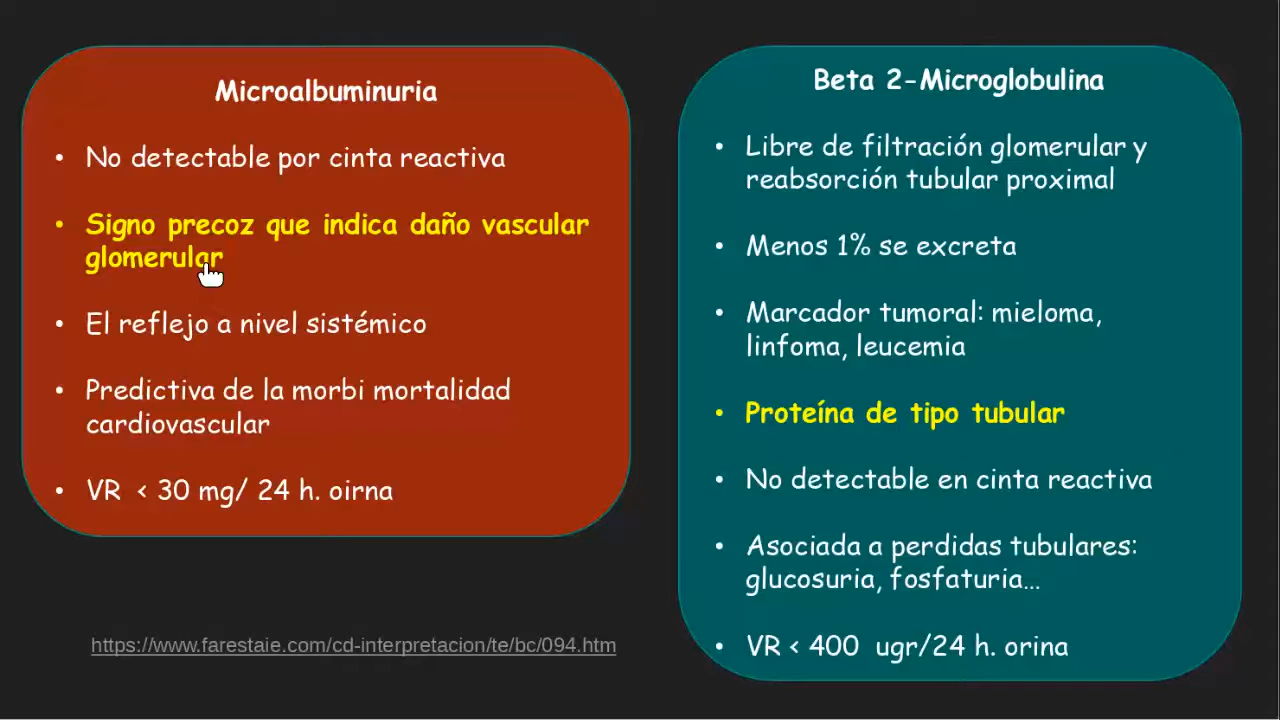 Microalbuminuria
• No detectable por cinta reactiva
• Signo precoz que indica daño vascular
glomerular
• El reflejo a nivel sistémico
• Predictiva de la morbi mortalidad
cardiovascular
• VR < 30 mg/ 24 h. oirna
https://www.farestaie.com/cd-interpretacion/te/bc/094.htm
Beta 2-Microglobulina
• Libre de filtración glomerular y
reabsorción tubular proximal
• Menos 1% se excreta
• Marcador tumoral: mieloma,
linfoma, leucemia
• Proteína de tipo tubular
• No detectable en cinta reactiva
• Asociada a perdidas tubulares:
glucosuria, fosfaturia…
• VR < 400 ugr/24 h. orina